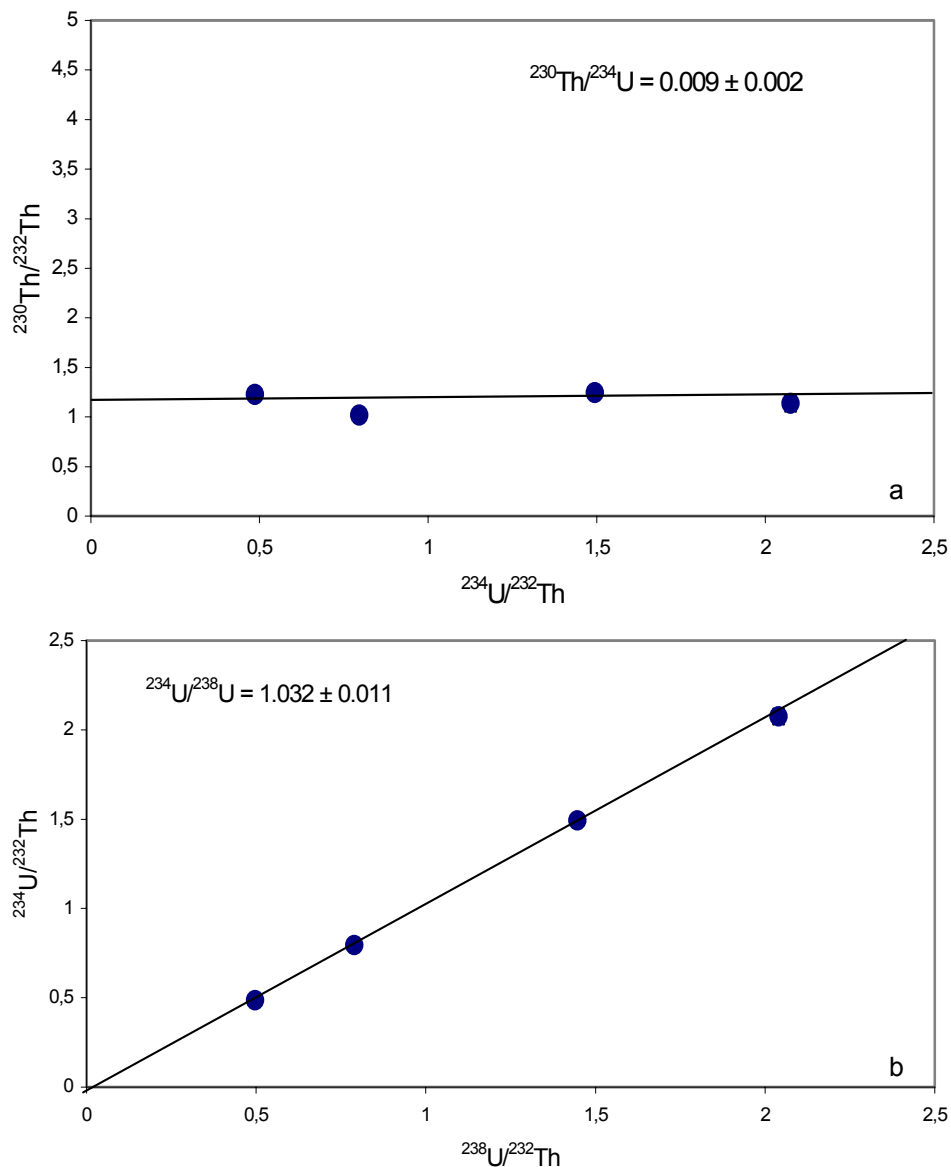 5
4,5
4
3,5
3
2,5
2
1,5
1
0,5
0
²³⁰Th/²³²Th
²³⁰Th/²³⁴U = 0.009 ± 0.002
a
0 0,5 1 1,5 2 2,5
²³⁴U/²³²Th
2,5
2
1,5
1
0,5
0
²³⁴U/²³²Th
²³⁴U/²³⁸U = 1.032 ± 0.011
b
0 0,5 1 1,5 2 2,5
²³⁸U/²³²Th